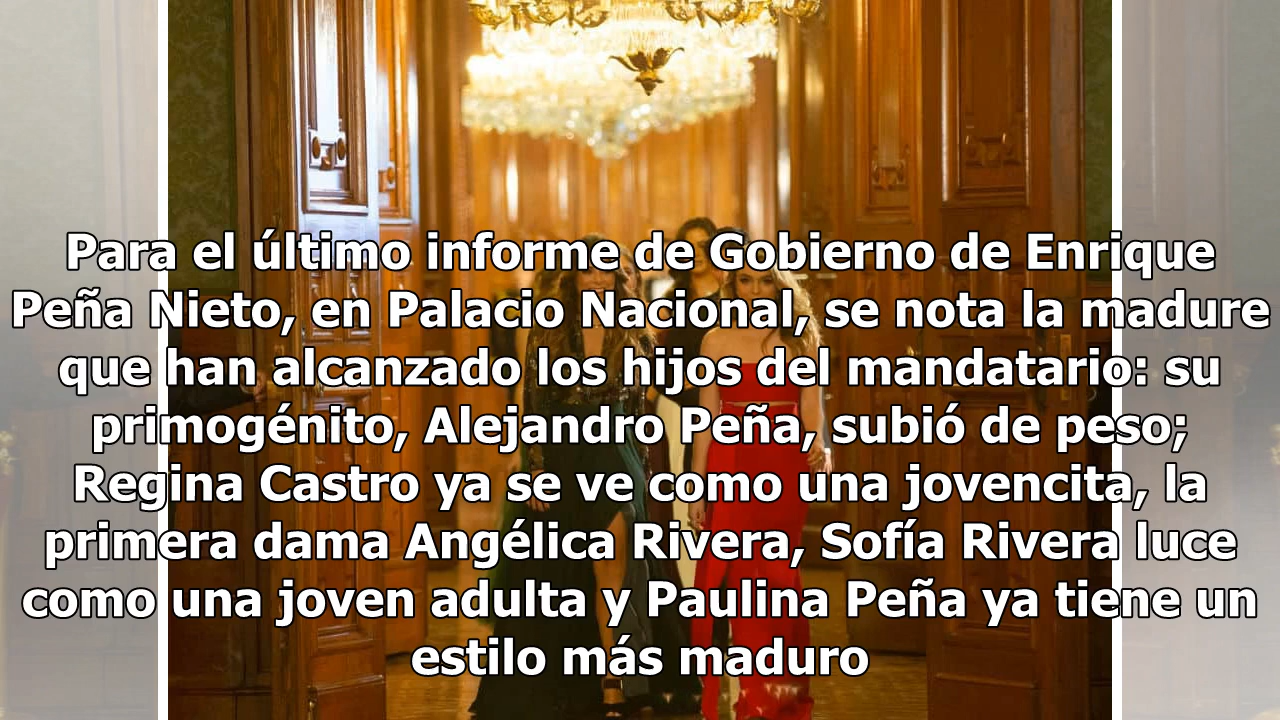 Para el último informe de Gobierno de Enrique
Peña Nieto, en Palacio Nacional, se nota la madure
que han alcanzado los hijos del mandatario: su
primogénito, Alejandro Peña, subió de peso;
Regina Castro ya se ve como una jovencita, la
primera dama Angélica Rivera, Sofía Rivera luce
como una joven adulta y Paulina Peña ya tiene un
estilo más maduro